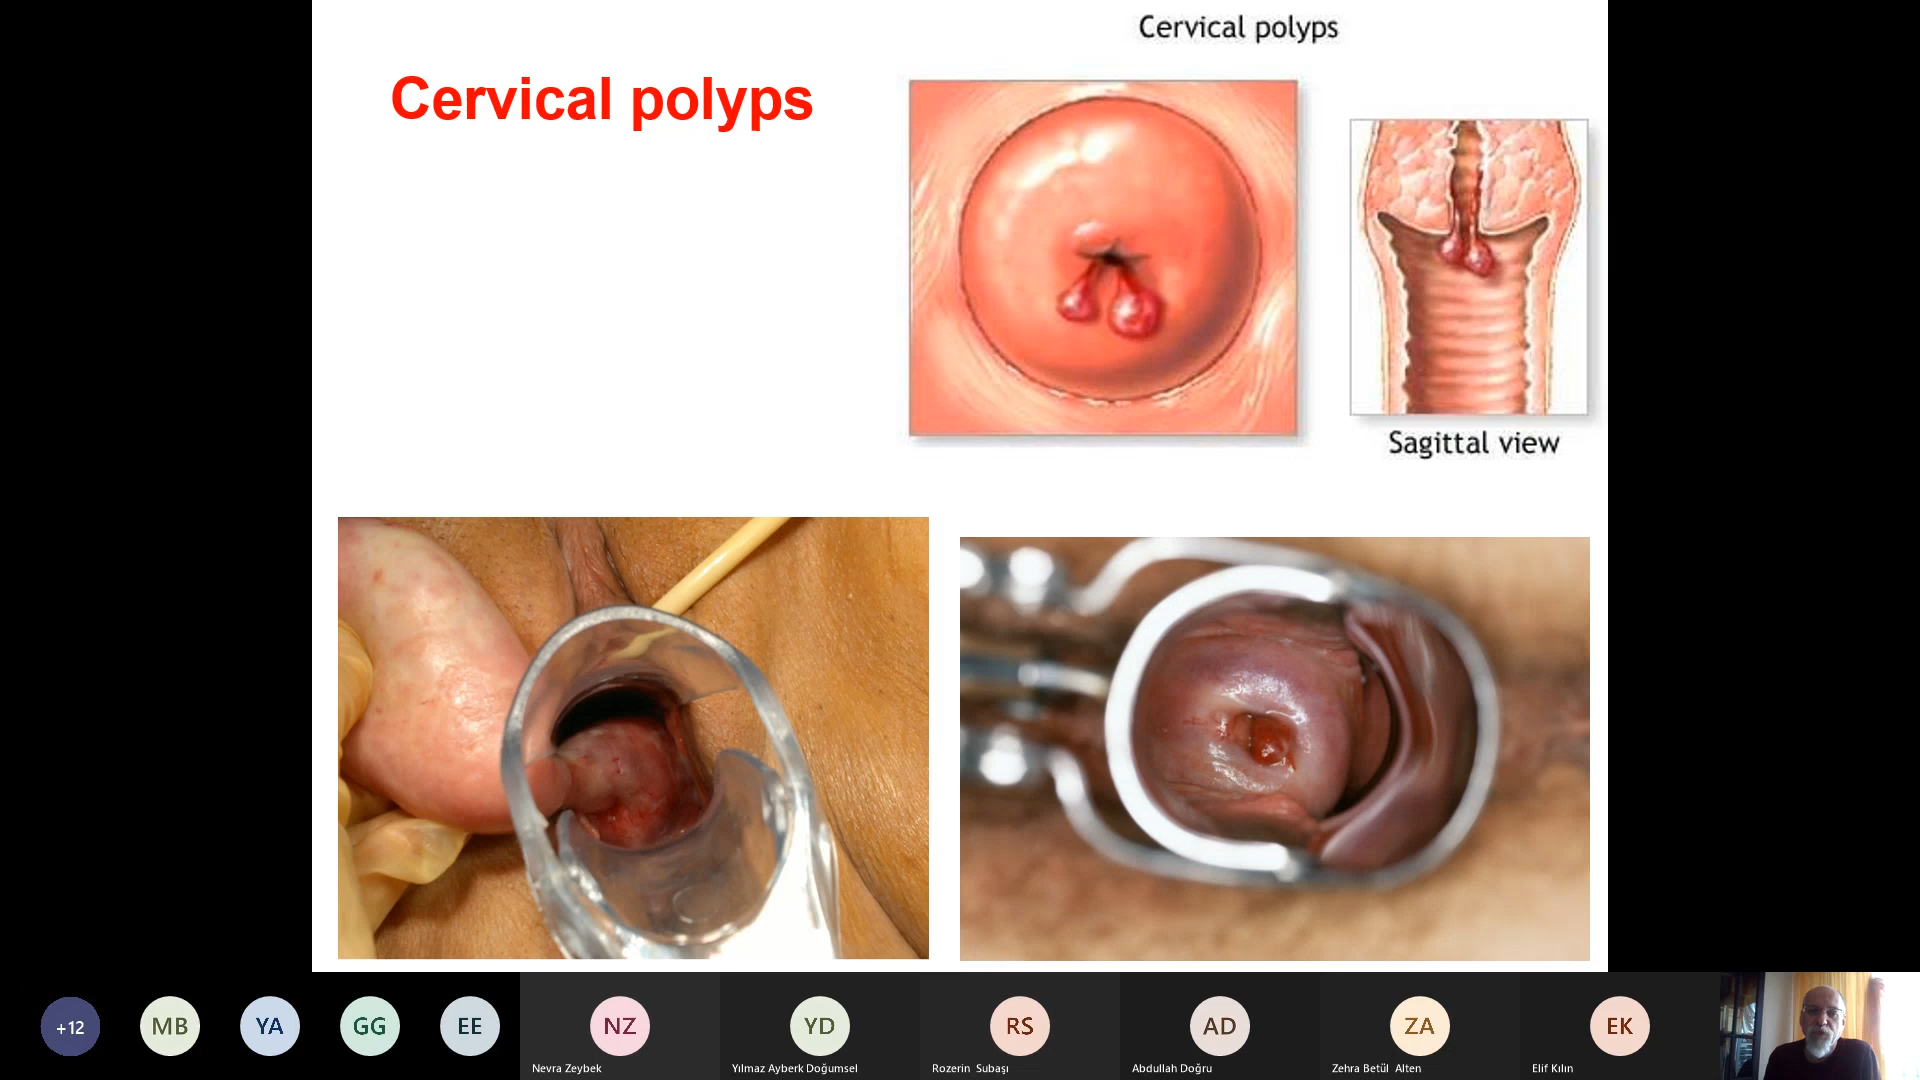 Cervical polyps
Cervical polyps
Sagittal view
+12
MB
YA
GG
EE
NZ
YD
RS
AD
ZA
EK
Nevra Zeybek
Yılmaz Ayberk Doğumsel
Rozerin Subaşı
Abdullah Doğru
Zehra Betül Alten
Elif Kılın